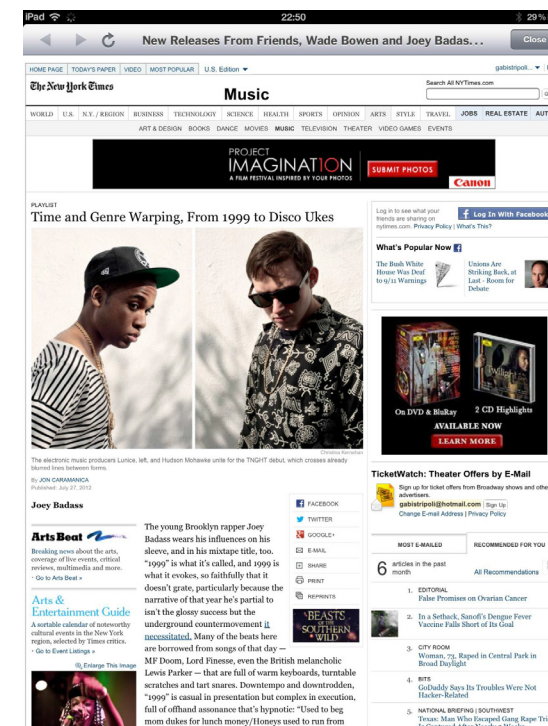 iPad
22:50
29%
New Releases From Friends, Wade Bowen and Joey Badas...
Close
HOME PAGE
TODAY'S PAPER
VIDEO
MOST POPULAR
U.S. Edition
gabistripoli...
The New York Times
Music
Search All NYTimes.com
WORLD U.S. N.Y. / REGION BUSINESS TECHNOLOGY SCIENCE HEALTH SPORTS OPINION ARTS STYLE TRAVEL JOBS REAL ESTATE AUT
ART & DESIGN BOOKS DANCE MOVIES MUSIC TELEVISION THEATER VIDEO GAMES EVENTS
PROJECT
IMAGINATION
A FILM FESTIVAL INSPIRED BY YOUR PHOTOS
SUBMIT PHOTOS
Canon
PLAYLIST
Time and Genre Warping, From 1999 to Disco Ukes
Christina Kernohan
The electronic music producers Lunice, left, and Hudson Mohawke unite for the TNGHT debut, which crosses already
blurred lines between forms.
By JON CARAMANICA
Published: July 27, 2012
Joey Badass
Arts Beat
Breaking news about the arts,
coverage of live events, critical
reviews, multimedia and more.
• Go to Arts Beat »
Arts &
Entertainment Guide
A sortable calendar of noteworthy
cultural events in the New York
region, selected by Times critics.
• Go to Event Listings »
Enlarge This Image
The young Brooklyn rapper Joey
Badass wears his influences on his
sleeve, and in his mixtape title, too.
"1999" is what it's called, and 1999 is
what it evokes, so faithfully that it
doesn't grate, particularly because the
narrative of that year he's partial to
isn't the glossy success but the
underground countermovement it
necessitated. Many of the beats here
are borrowed from songs of that day —
MF Doom, Lord Finesse, even the British melancholic
Lewis Parker — that are full of warm keyboards, turntable
scratches and tart snares. Downtempo and downtrodden,
"1999" is casual in presentation but complex in execution,
full of offhand assonance that's hypnotic: "Used to beg
mom dukes for lunch money/Honeys used to run from
FACEBOOK
TWITTER
GOOGLE+
E-MAIL
SHARE
PRINT
REPRINTS
BEASTS
OF THE
SOUTHERN
WILD
Log in to see what your
friends are sharing on
nytimes.com. Privacy Policy | What's This?
Log In With Facebook
What's Popular Now
The Bush White
House Was Deaf
to 9/11 Warnings
Unions Are
Striking Back, at
Last - Room for
Debate
On DVD & BluRay
2 CD Highlights
AVAILABLE NOW
LEARN MORE
TicketWatch: Theater Offers by E-Mail
Sign up for ticket offers from Broadway shows and othe
advertisers.
gabistripoli@hotmail.com Sign Up
Change E-mail Address | Privacy Policy
MOST E-MAILED
RECOMMENDED FOR YOU
6 articles in the past
month
All Recommendations
1. EDITORIAL
False Promises on Ovarian Cancer
2. In a Setback, Sanofi's Dengue Fever
Vaccine Falls Short of Its Goal
3. CITY ROOM
Woman, 73, Raped in Central Park in
Broad Daylight
4. BITS
GoDaddy Says Its Troubles Were Not
Hacker-Related
5. NATIONAL BRIEFING | SOUTHWEST
Texas: Man Who Escaped Gang Rape Tri